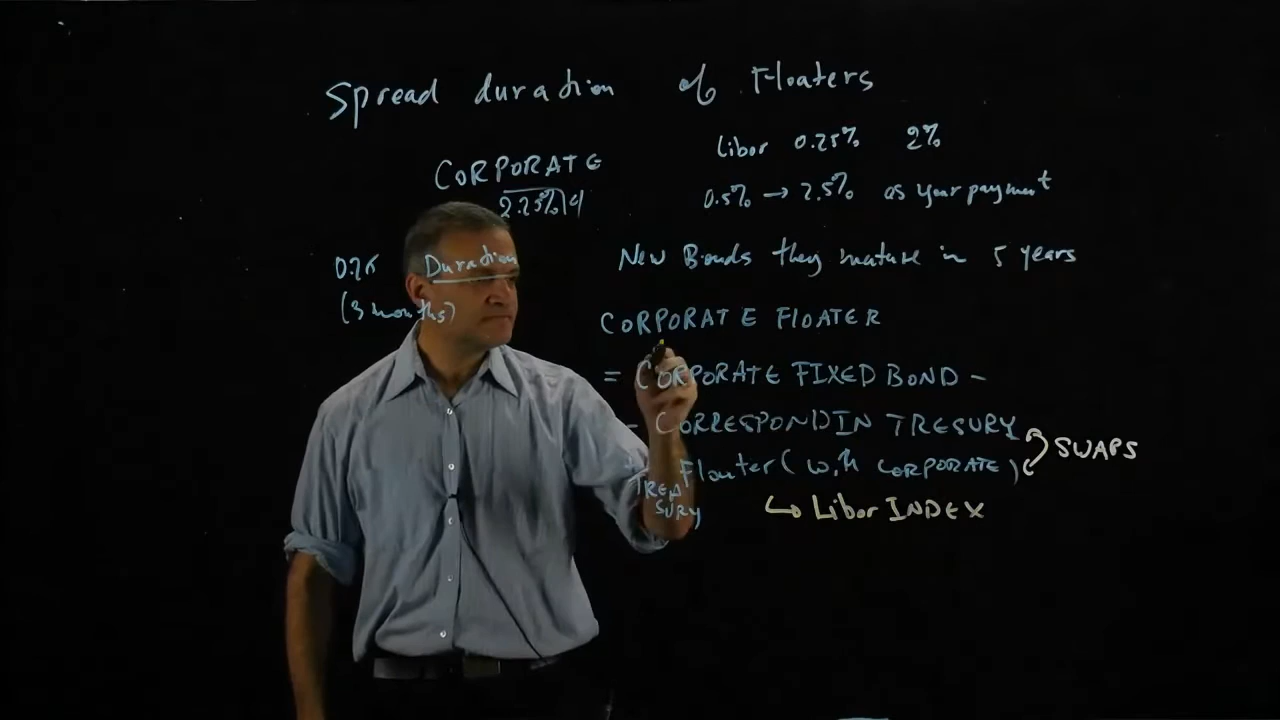 Spread duration of Floaters
Libor 0.25% 2%
CORPORATE
2.25%/4
0.5% → 2.5% as your payment
Duration
(3 months)
New Bonds they mature in 5 years
CORPORATE FLOATER
= CORPORATE FIXED BOND -
- CORRESPONDIN TRESURY
Floater (with CORPORATE)
TREA
SURY
SWAPS
↳ Libor INDEX